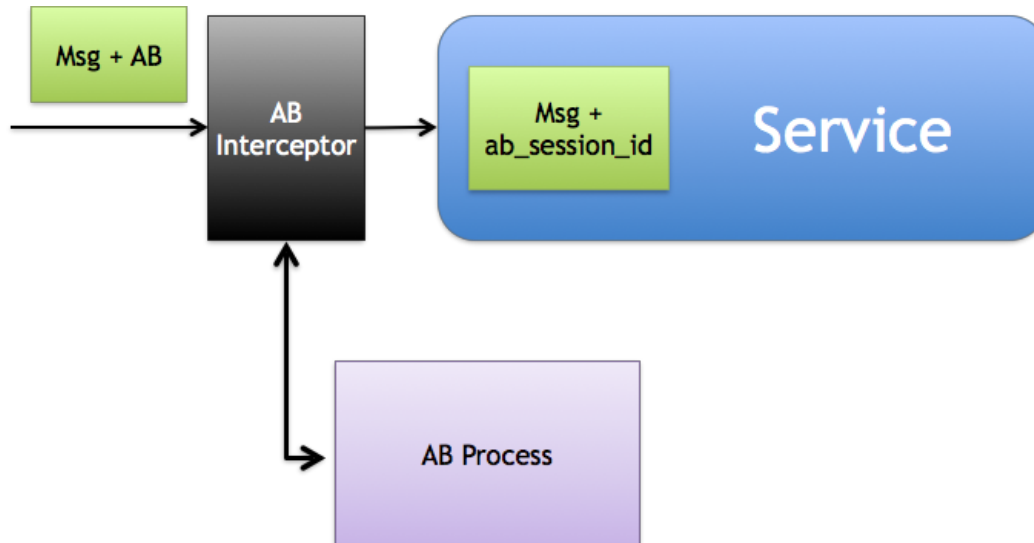 Msg + AB
AB
Interceptor
Msg +
ab_session_id
Service
AB Process